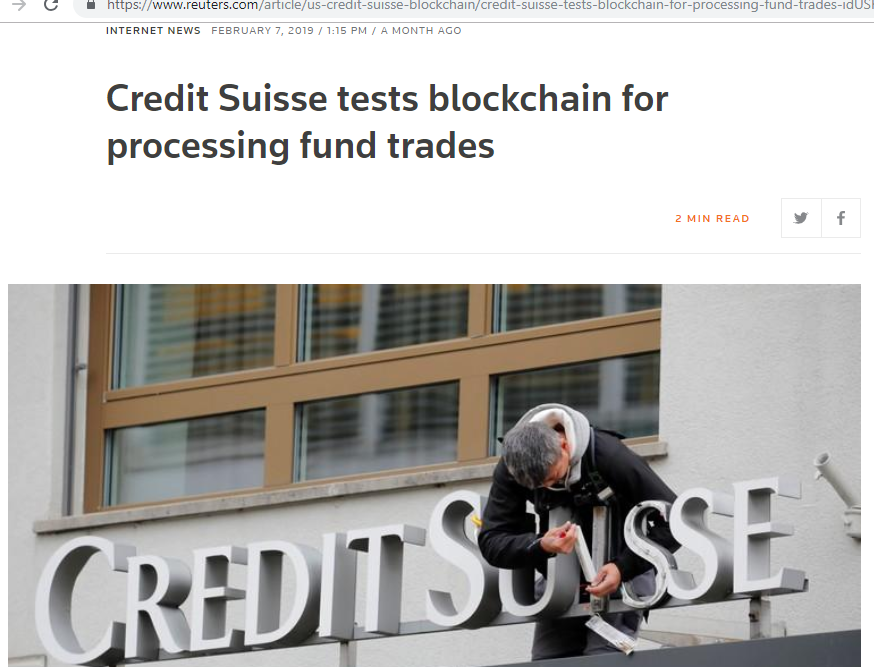 https://www.reuters.com/article/us-credit-suisse-blockchain/credit-suisse-tests-blockchain-for-processing-fund-trades-idUS
INTERNET NEWS FEBRUARY 7, 2019 / 1:15 PM / A MONTH AGO
Credit Suisse tests blockchain for
processing fund trades
2 MIN READ
CREDIT SUISSE